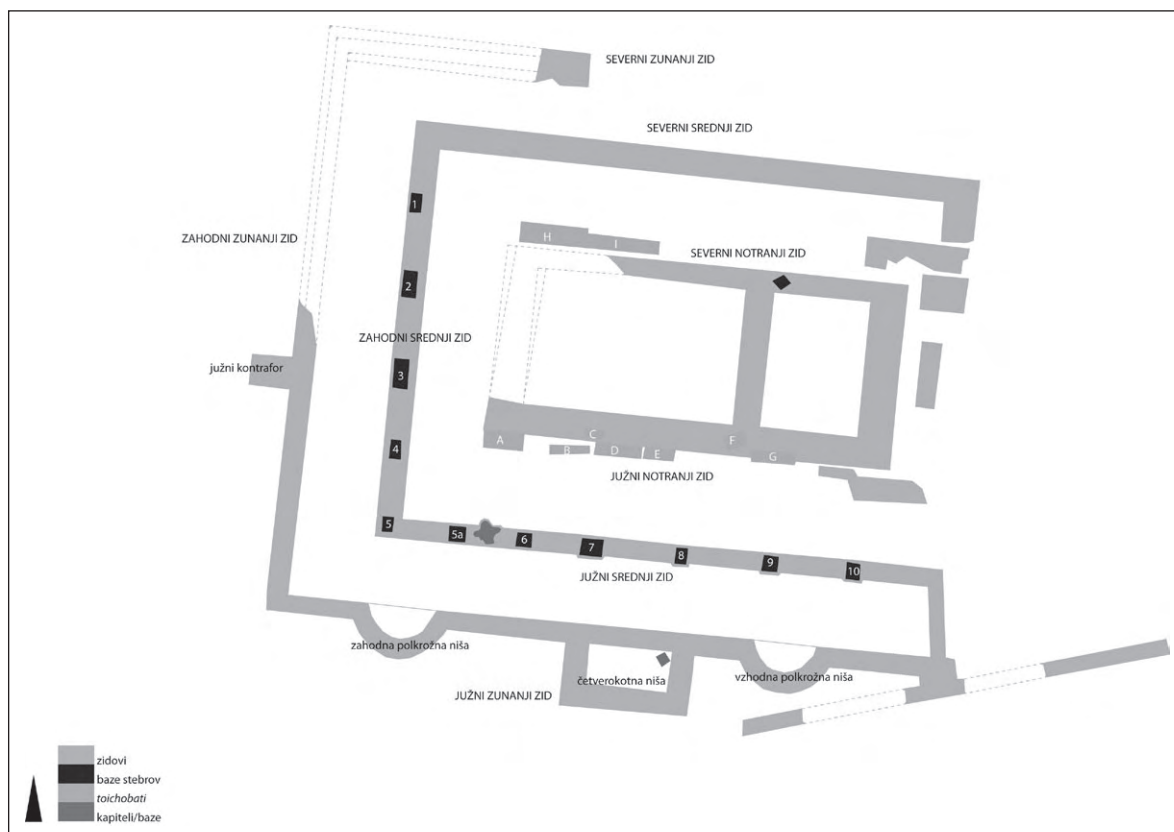 SEVERNI ZUNANJI ZID
SEVERNI SREDNJI ZID
1
ZAHODNI ZUNANJI ZID
H
I
SEVERNI NOTRANJI ZID
2
ZAHODNI SREDNJI ZID
južni kontrafor
3
A
B
C
D
E
F
G
4
JUŽNI NOTRANJI ZID
5
5a
6
7
8
9
10
JUŽNI SREDNJI ZID
zahodna polkrožna niša
četverokotna niša
vzhodna polkrožna niša
JUŽNI ZUNANJI ZID
zidovi
baze stebrov
toichobati
kapiteli/baze